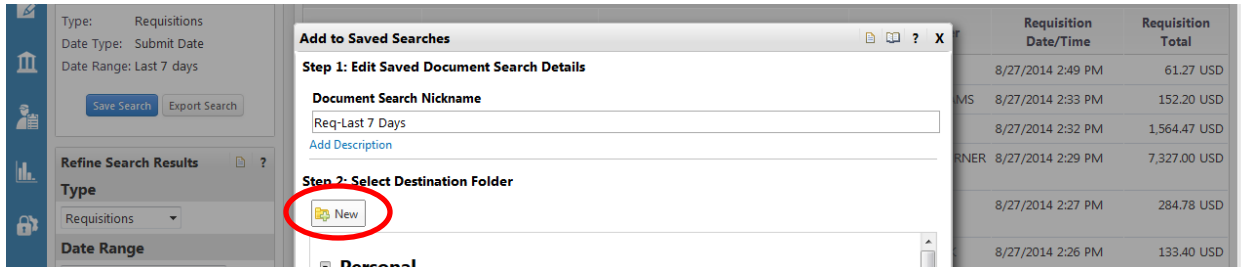 Type: Requisitions
Date Type: Submit Date
Date Range: Last 7 days
Save Search Export Search
Refine Search Results ?
Type
Requisitions
Date Range
Add to Saved Searches ? X
Step 1: Edit Saved Document Search Details
Document Search Nickname
Req-Last 7 Days
Add Description
Step 2: Select Destination Folder
New
Personal
Requisition Date/Time
Requisition Total
8/27/2014 2:49 PM 61.27 USD
AMS 8/27/2014 2:33 PM 152.20 USD
8/27/2014 2:32 PM 1,564.47 USD
RNER 8/27/2014 2:29 PM 7,327.00 USD
8/27/2014 2:27 PM 284.78 USD
8/27/2014 2:26 PM 133.40 USD